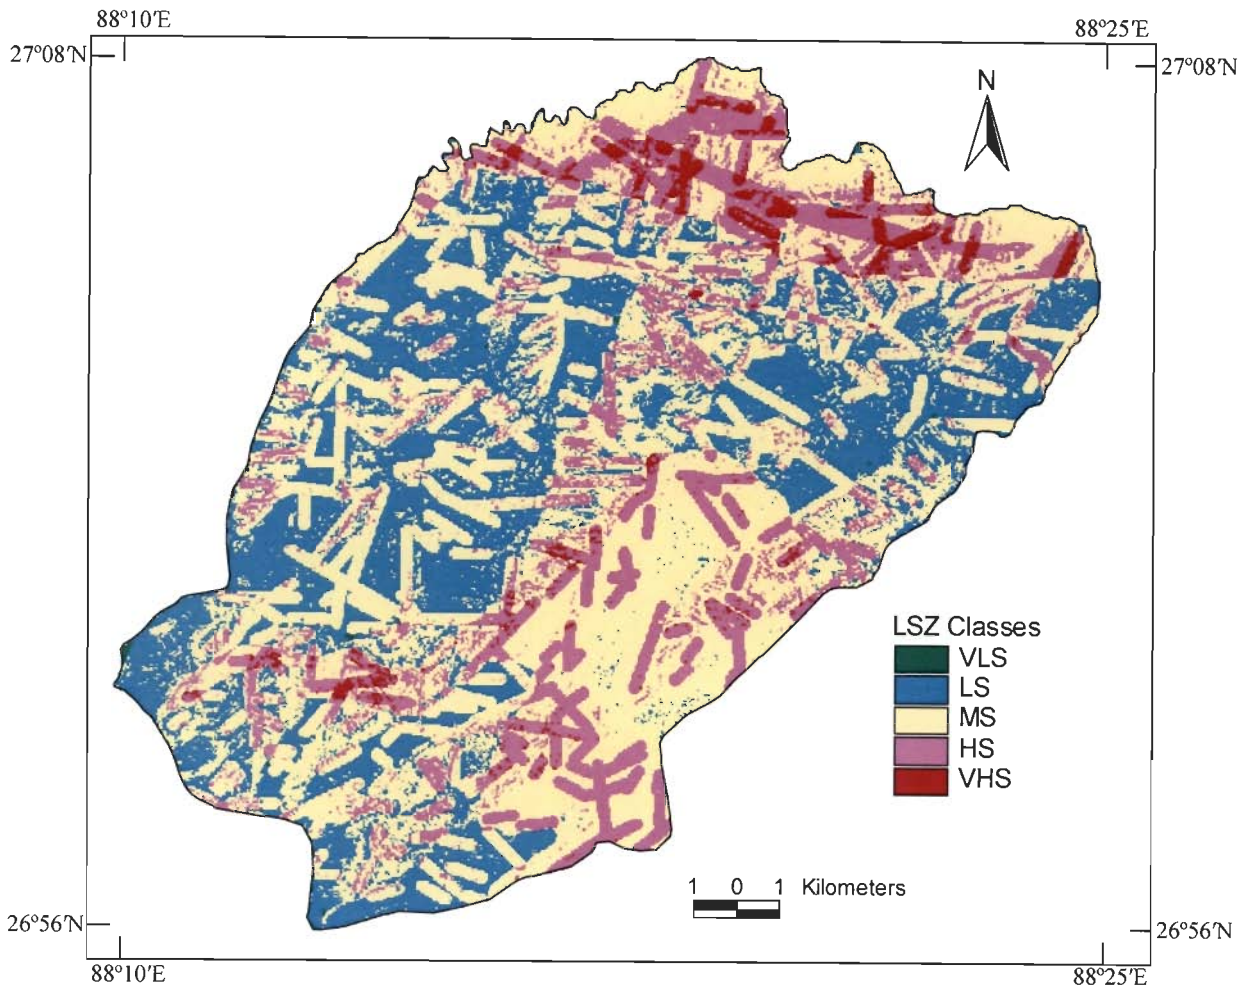 88°10'E
88°25'E
27°08'N
27°08'N
N
LSZ Classes
VLS
LS
MS
HS
VHS
1 0 1 Kilometers
26°56'N
26°56'N
88°10'E
88°25'E